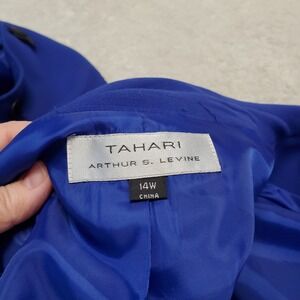 TAHARI
ARTHUR S. LEVINE
14W
CHINA